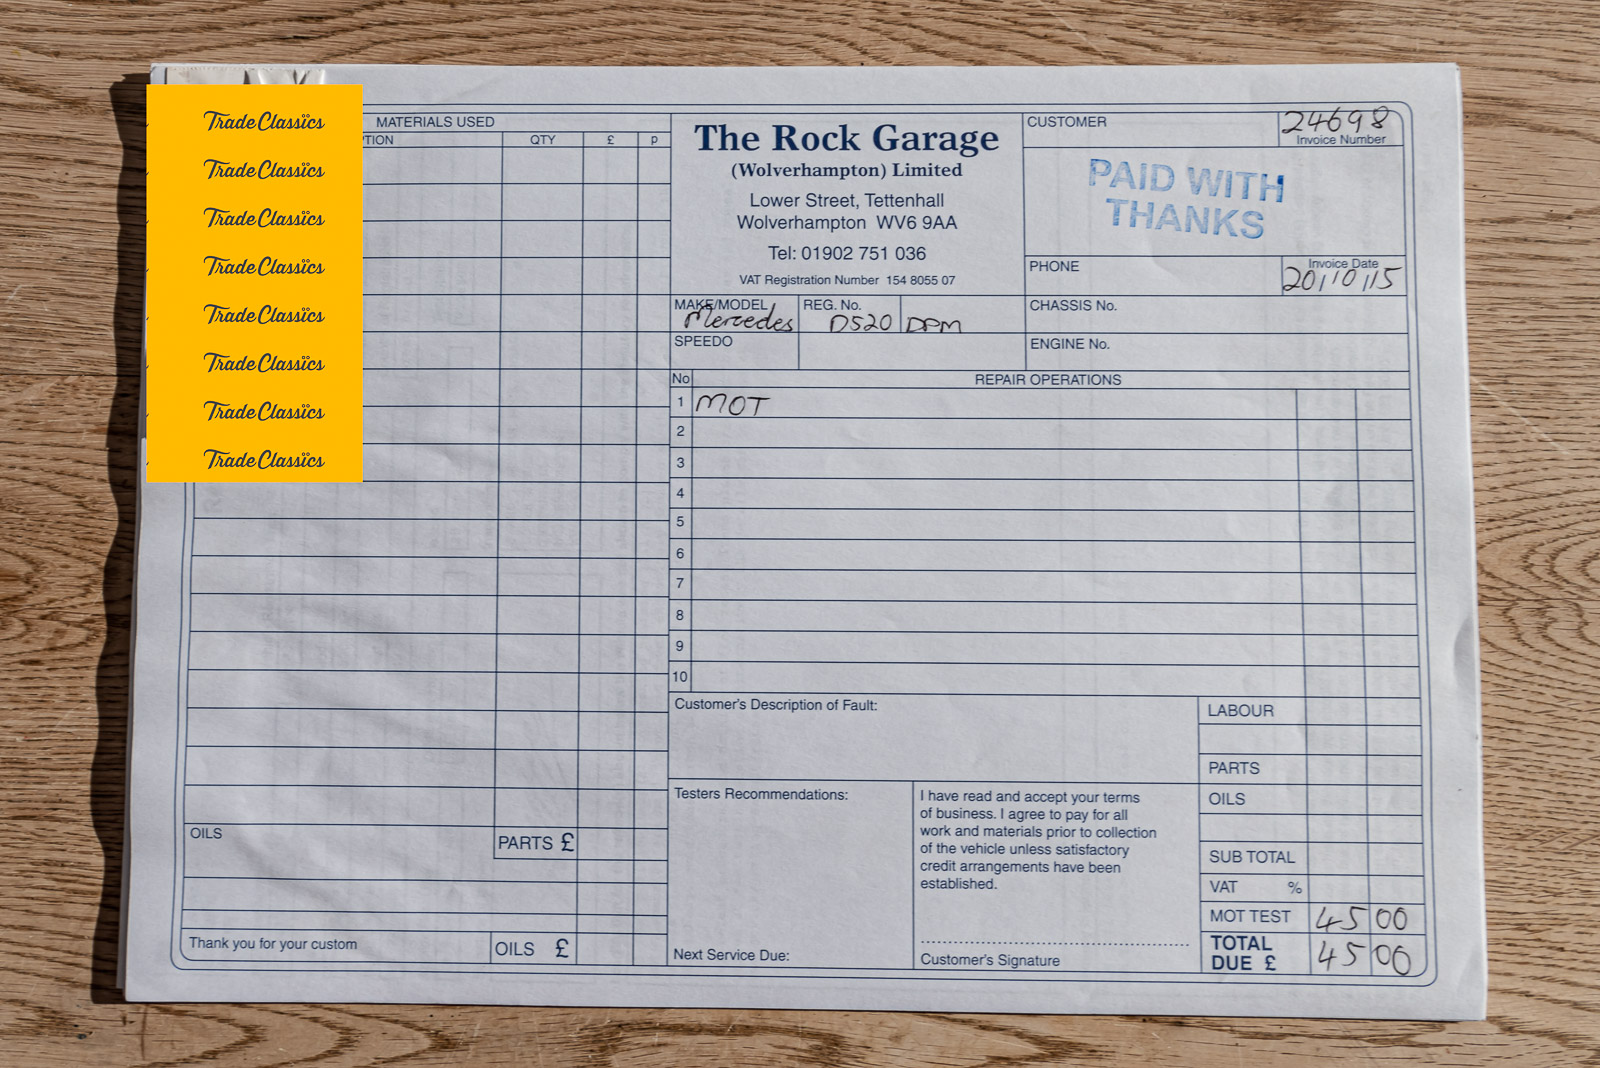 Trade Classics
Trade Classics
Trade Classics
Trade Classics
Trade Classics
Trade Classics
Trade Classics
Trade Classics
MATERIALS USED
PTION QTY £ p
OILS
PARTS £
Thank you for your custom
OILS £
The Rock Garage
(Wolverhampton) Limited
Lower Street, Tettenhall
Wolverhampton WV6 9AA
Tel: 01902 751 036
VAT Registration Number 154 8055 07
CUSTOMER
24698
Invoice Number
PAID WITH
THANKS
PHONE
Invoice Date
20/10/15
MAKE/MODEL
Mercedes
REG. No.
D520 DPM
CHASSIS No.
SPEEDO
ENGINE No.
No REPAIR OPERATIONS
1 MOT
2
3
4
5
6
7
8
9
10
Customer's Description of Fault:
Testers Recommendations:
Next Service Due:
I have read and accept your terms
of business. I agree to pay for all
work and materials prior to collection
of the vehicle unless satisfactory
credit arrangements have been
established.
Customer's Signature
LABOUR
PARTS
OILS
SUB TOTAL
VAT %
MOT TEST 45 00
TOTAL
DUE £ 45 00